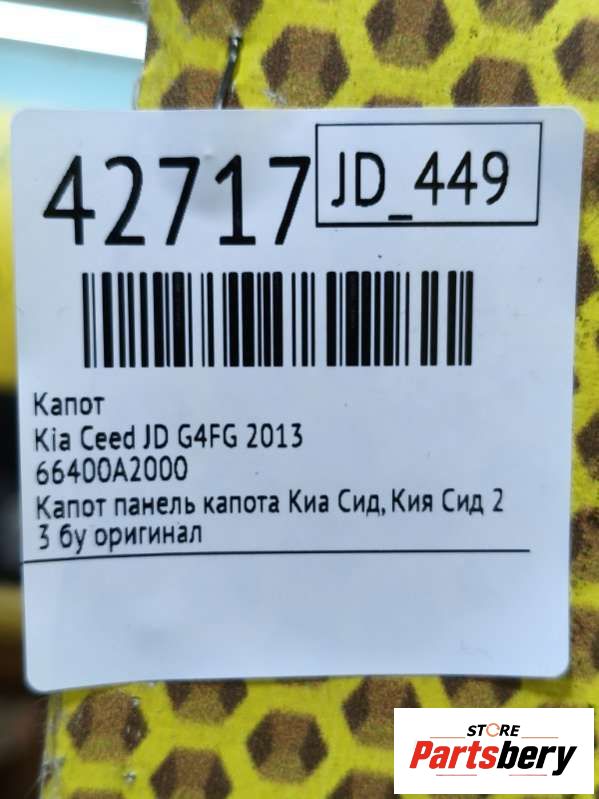 42717
JD_449
Капот
Kia Ceed JD G4FG 2013
66400A2000
Капот панель капота Киа Сид, Кия Сид 2
3 бу оригинал
STORE
Partsbery